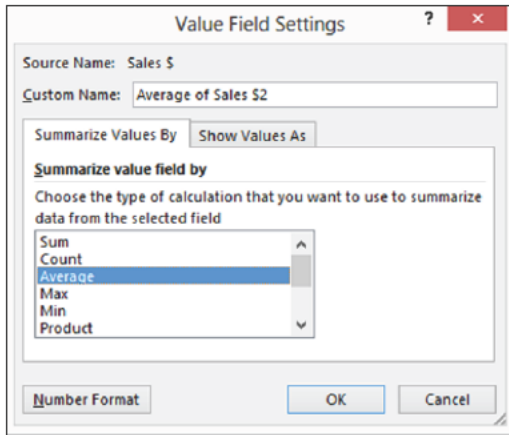 Value Field Settings ?
Source Name: Sales $
Custom Name: Average of Sales $2
Summarize Values By Show Values As
Summarize value field by
Choose the type of calculation that you want to use to summarize
data from the selected field
Sum
Count
Average
Max
Min
Product
Number Format OK Cancel